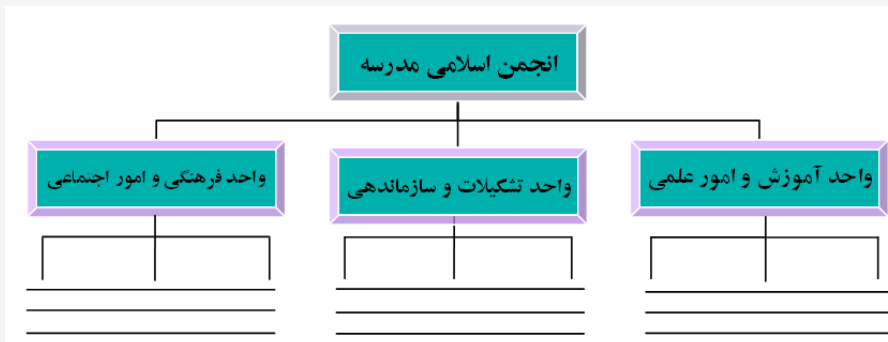 انجمن اسلامی مدرسه
واحد آموزش و امور علمی
واحد تشکیلات و سازماندهی
واحد فرهنگی و امور اجتماعی